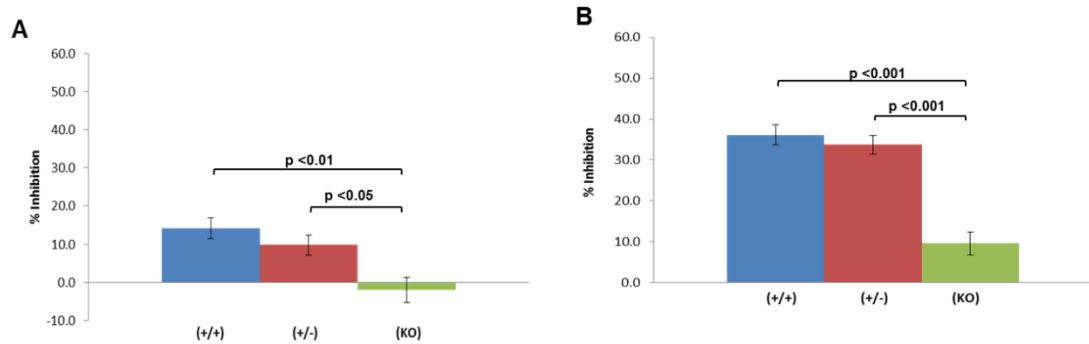 A
% Inhibition
60.0
50.0
40.0
30.0
20.0
10.0
0.0
-10.0
p <0.01
p <0.05
(+/+) (+/-) (KO)
B
% Inhibition
60.0
50.0
40.0
30.0
20.0
10.0
0.0
p <0.001
p <0.001
(+/+) (+/-) (KO)